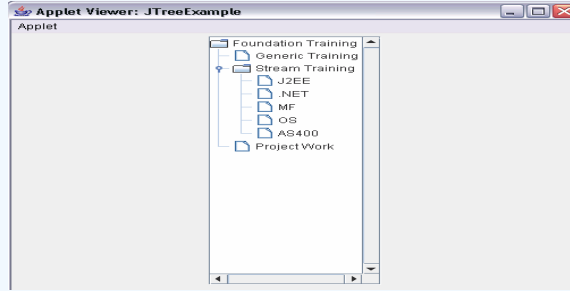 Applet Viewer: JTreeExample
Applet
Foundation Training
Generic Training
Stream Training
J2EE
.NET
MF
OS
AS400
Project Work